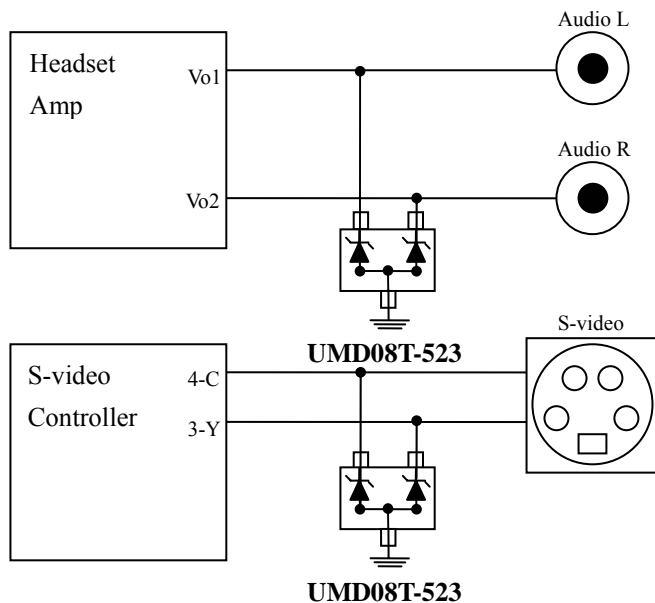 Audio L
Headset
Amp
Vo1
Audio R
Vo2
UMD08T-523
S-video
S-video
Controller
4-C
3-Y
UMD08T-523